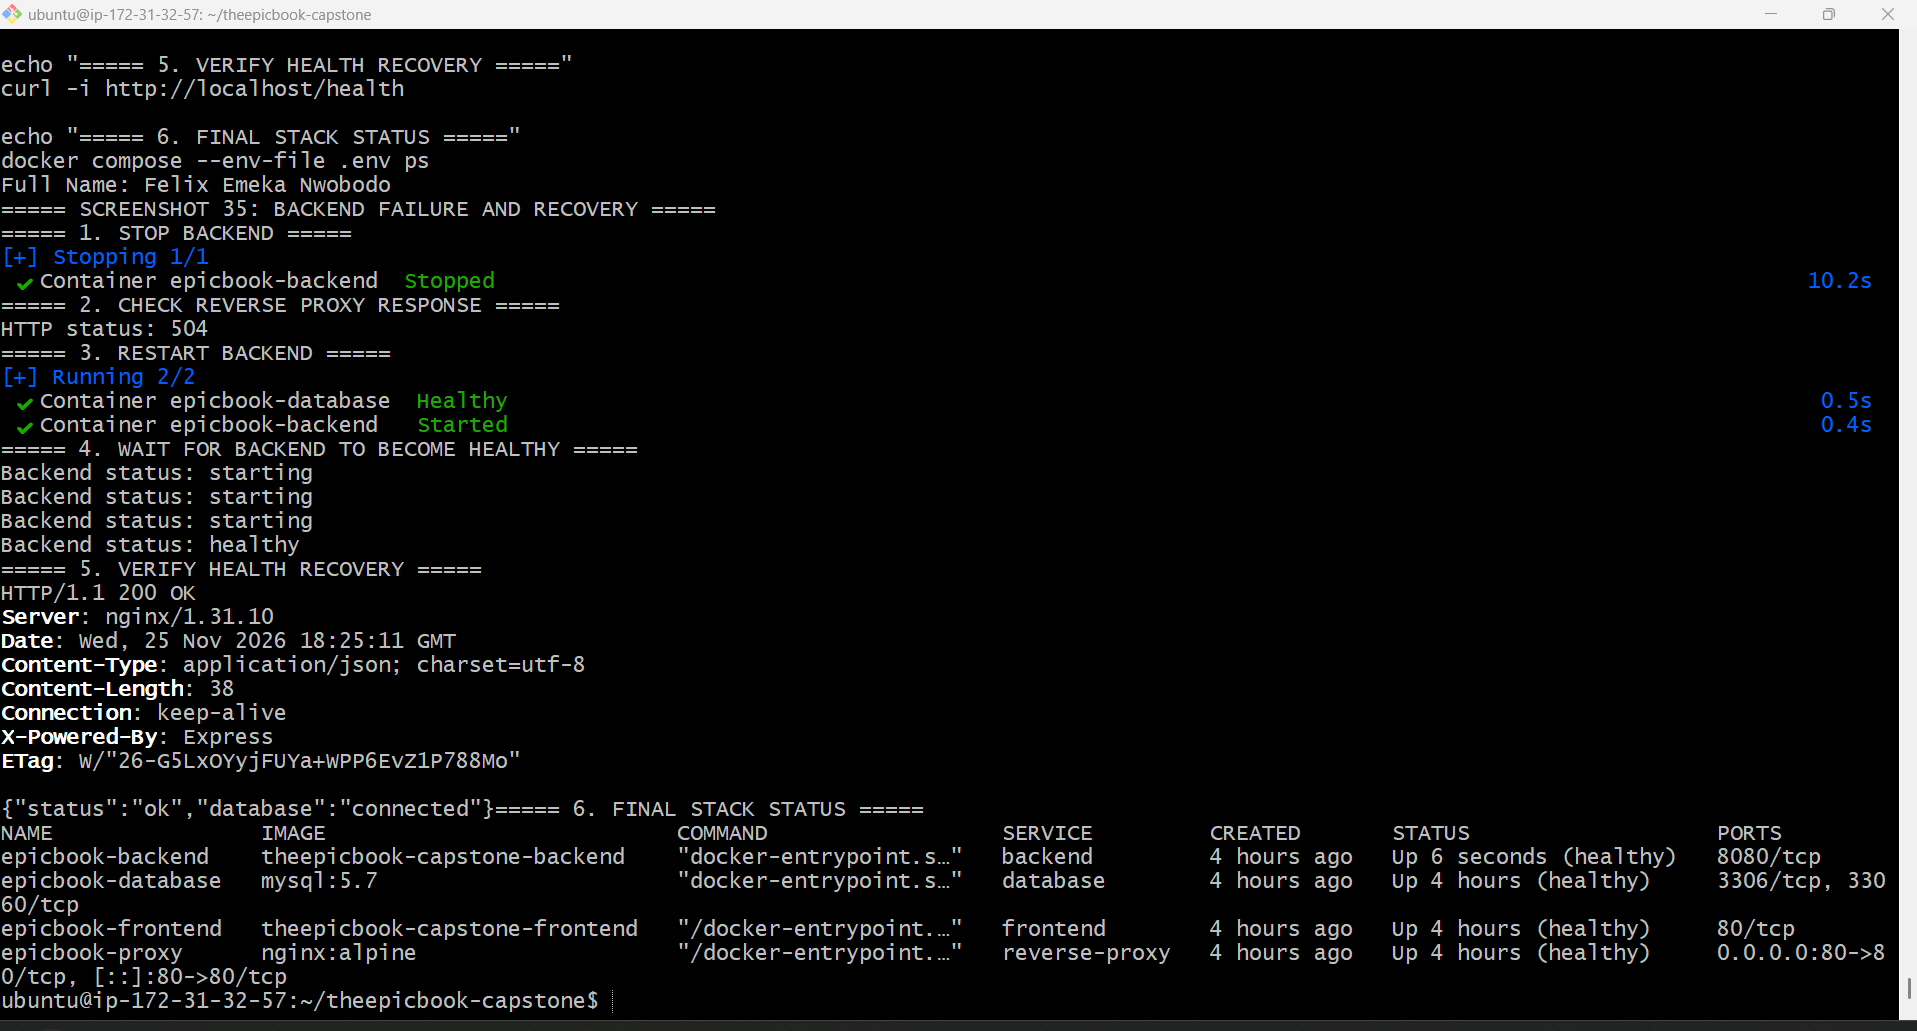 ubuntu@ip-172-31-32-57: ~/theepicbook-capstone
echo "===== 5. VERIFY HEALTH RECOVERY ====="
curl -i http://localhost/health
echo "===== 6. FINAL STACK STATUS ====="
docker compose --env-file .env ps
Full Name: Felix Emeka Nwobodo
===== SCREENSHOT 35: BACKEND FAILURE AND RECOVERY =====
===== 1. STOP BACKEND =====
[+] Stopping 1/1
✔ Container epicbook-backend  Stopped 10.2s
===== 2. CHECK REVERSE PROXY RESPONSE =====
HTTP status: 504
===== 3. RESTART BACKEND =====
[+] Running 2/2
✔ Container epicbook-database  Healthy 0.5s
✔ Container epicbook-backend   Started 0.4s
===== 4. WAIT FOR BACKEND TO BECOME HEALTHY =====
Backend status: starting
Backend status: starting
Backend status: starting
Backend status: healthy
===== 5. VERIFY HEALTH RECOVERY =====
HTTP/1.1 200 OK
Server: nginx/1.31.10
Date: Wed, 25 Nov 2026 18:25:11 GMT
Content-Type: application/json; charset=utf-8
Content-Length: 38
Connection: keep-alive
X-Powered-By: Express
ETag: W/"26-G5LxOYyjFUYa+WPP6EvZ1P788Mo"
{"status":"ok","database":"connected"}===== 6. FINAL STACK STATUS =====
NAME                IMAGE                           COMMAND                  SERVICE         CREATED       STATUS                   PORTS
epicbook-backend    theepicbook-capstone-backend    "docker-entrypoint.s…"   backend         4 hours ago   Up 6 seconds (healthy)   8080/tcp
epicbook-database   mysql:5.7                       "docker-entrypoint.s…"   database        4 hours ago   Up 4 hours (healthy)     3306/tcp, 330
60/tcp
epicbook-frontend   theepicbook-capstone-frontend   "/docker-entrypoint.…"   frontend        4 hours ago   Up 4 hours (healthy)     80/tcp
epicbook-proxy      nginx:alpine                    "/docker-entrypoint.…"   reverse-proxy   4 hours ago   Up 4 hours (healthy)     0.0.0.0:80->8
0/tcp, [::]:80->80/tcp
ubuntu@ip-172-31-32-57:~/theepicbook-capstone$